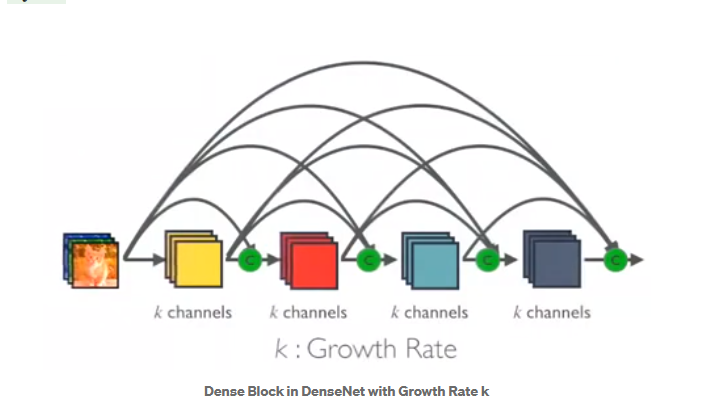 C C C C
k channels k channels k channels k channels
k : Growth Rate
Dense Block in DenseNet with Growth Rate k